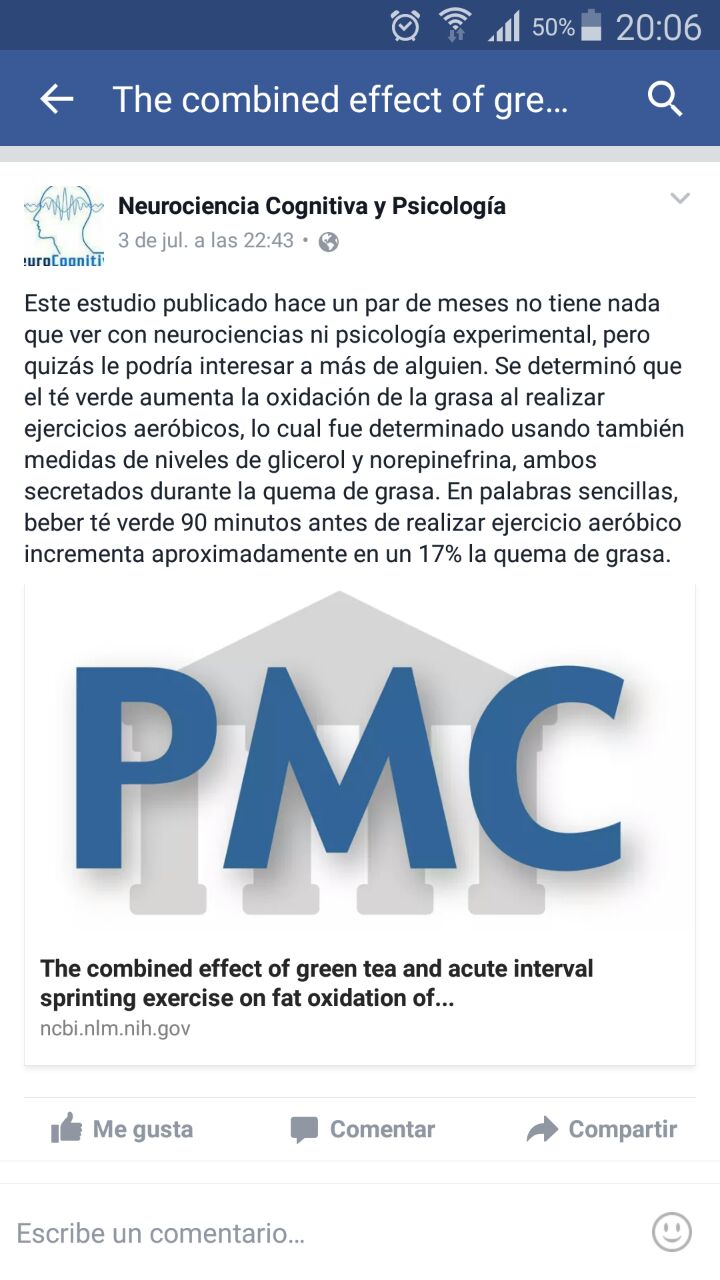 50% 20:06
The combined effect of gre...
Neurociencia Cognitiva y Psicología
3 de jul. a las 22:43 •
euroCogniti
Este estudio publicado hace un par de meses no tiene nada
que ver con neurociencias ni psicología experimental, pero
quizás le podría interesar a más de alguien. Se determinó que
el té verde aumenta la oxidación de la grasa al realizar
ejercicios aeróbicos, lo cual fue determinado usando también
medidas de niveles de glicerol y norepinefrina, ambos
secretados durante la quema de grasa. En palabras sencillas,
beber té verde 90 minutos antes de realizar ejercicio aeróbico
incrementa aproximadamente en un 17% la quema de grasa.
PMC
The combined effect of green tea and acute interval
sprinting exercise on fat oxidation of...
ncbi.nlm.nih.gov
Me gusta Comentar Compartir
Escribe un comentario...